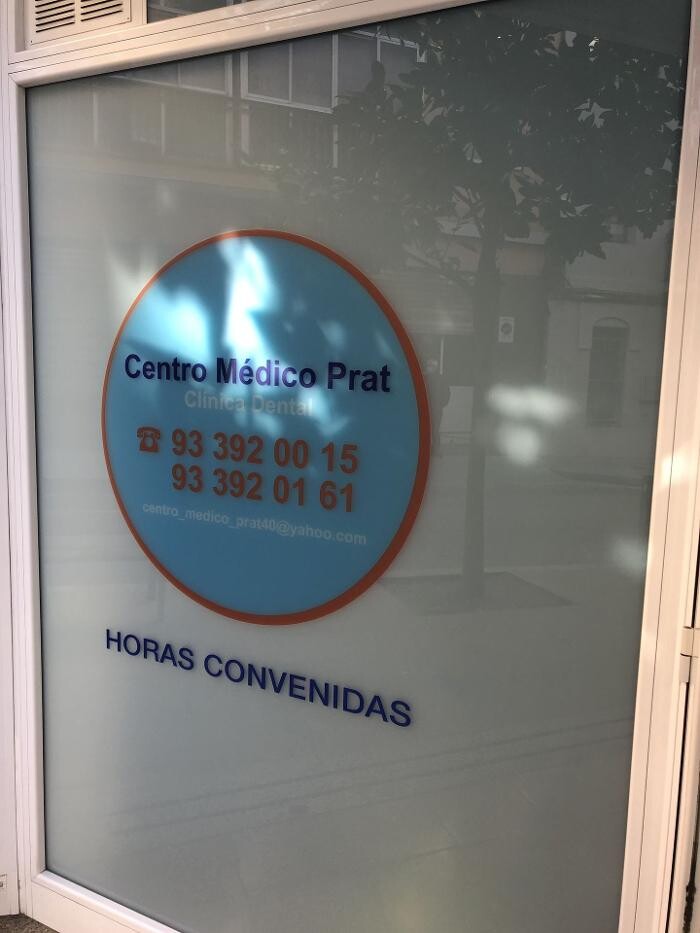 Centro Médico Prat
Clínica Dental
☎ 93 392 00 15
93 392 01 61
centro_medico_prat40@yahoo.com
HORAS CONVENIDAS